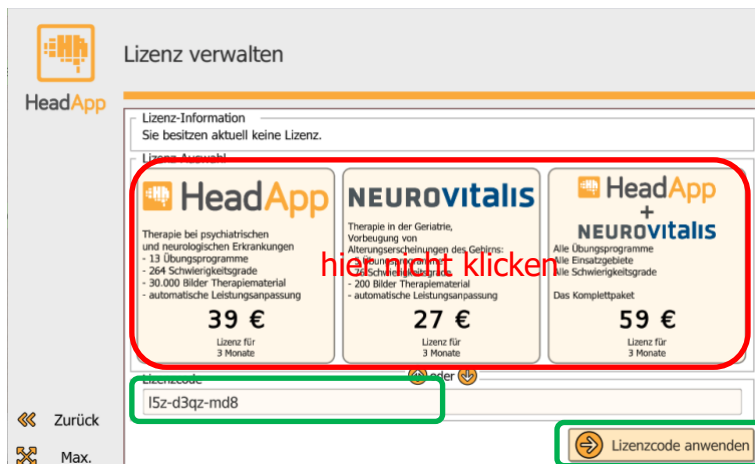 Lizenz verwalten
HeadApp
Lizenz-Information
Sie besitzen aktuell keine Lizenz.
Lizenz-Auswahl
HeadApp
Therapie bei psychiatrischen
und neurologischen Erkrankungen
- 13 Übungsprogramme
- 264 Schwierigkeitsgrade
- 30.000 Bilder Therapiematerial
- automatische Leistungsanpassung
39 €
Lizenz für
3 Monate
NEUROvitalis
Therapie in der Geriatrie,
Vorbeugung von
Alterungserscheinungen des Gehirns:
Übungsprogramme
Schwierigkeitsgrade
- 200 Bilder Therapiematerial
- automatische Leistungsanpassung
27 €
Lizenz für
3 Monate
HeadApp
+
NEUROvitalis
Alle Übungsprogramme
Alle Einsatzgebiete
Alle Schwierigkeitsgrade
Das Komplettpaket
59 €
Lizenz für
3 Monate
hier nicht klicken
oder
Lizenzcode
l5z-d3qz-md8
Lizenzcode anwenden
Zurück
Max.